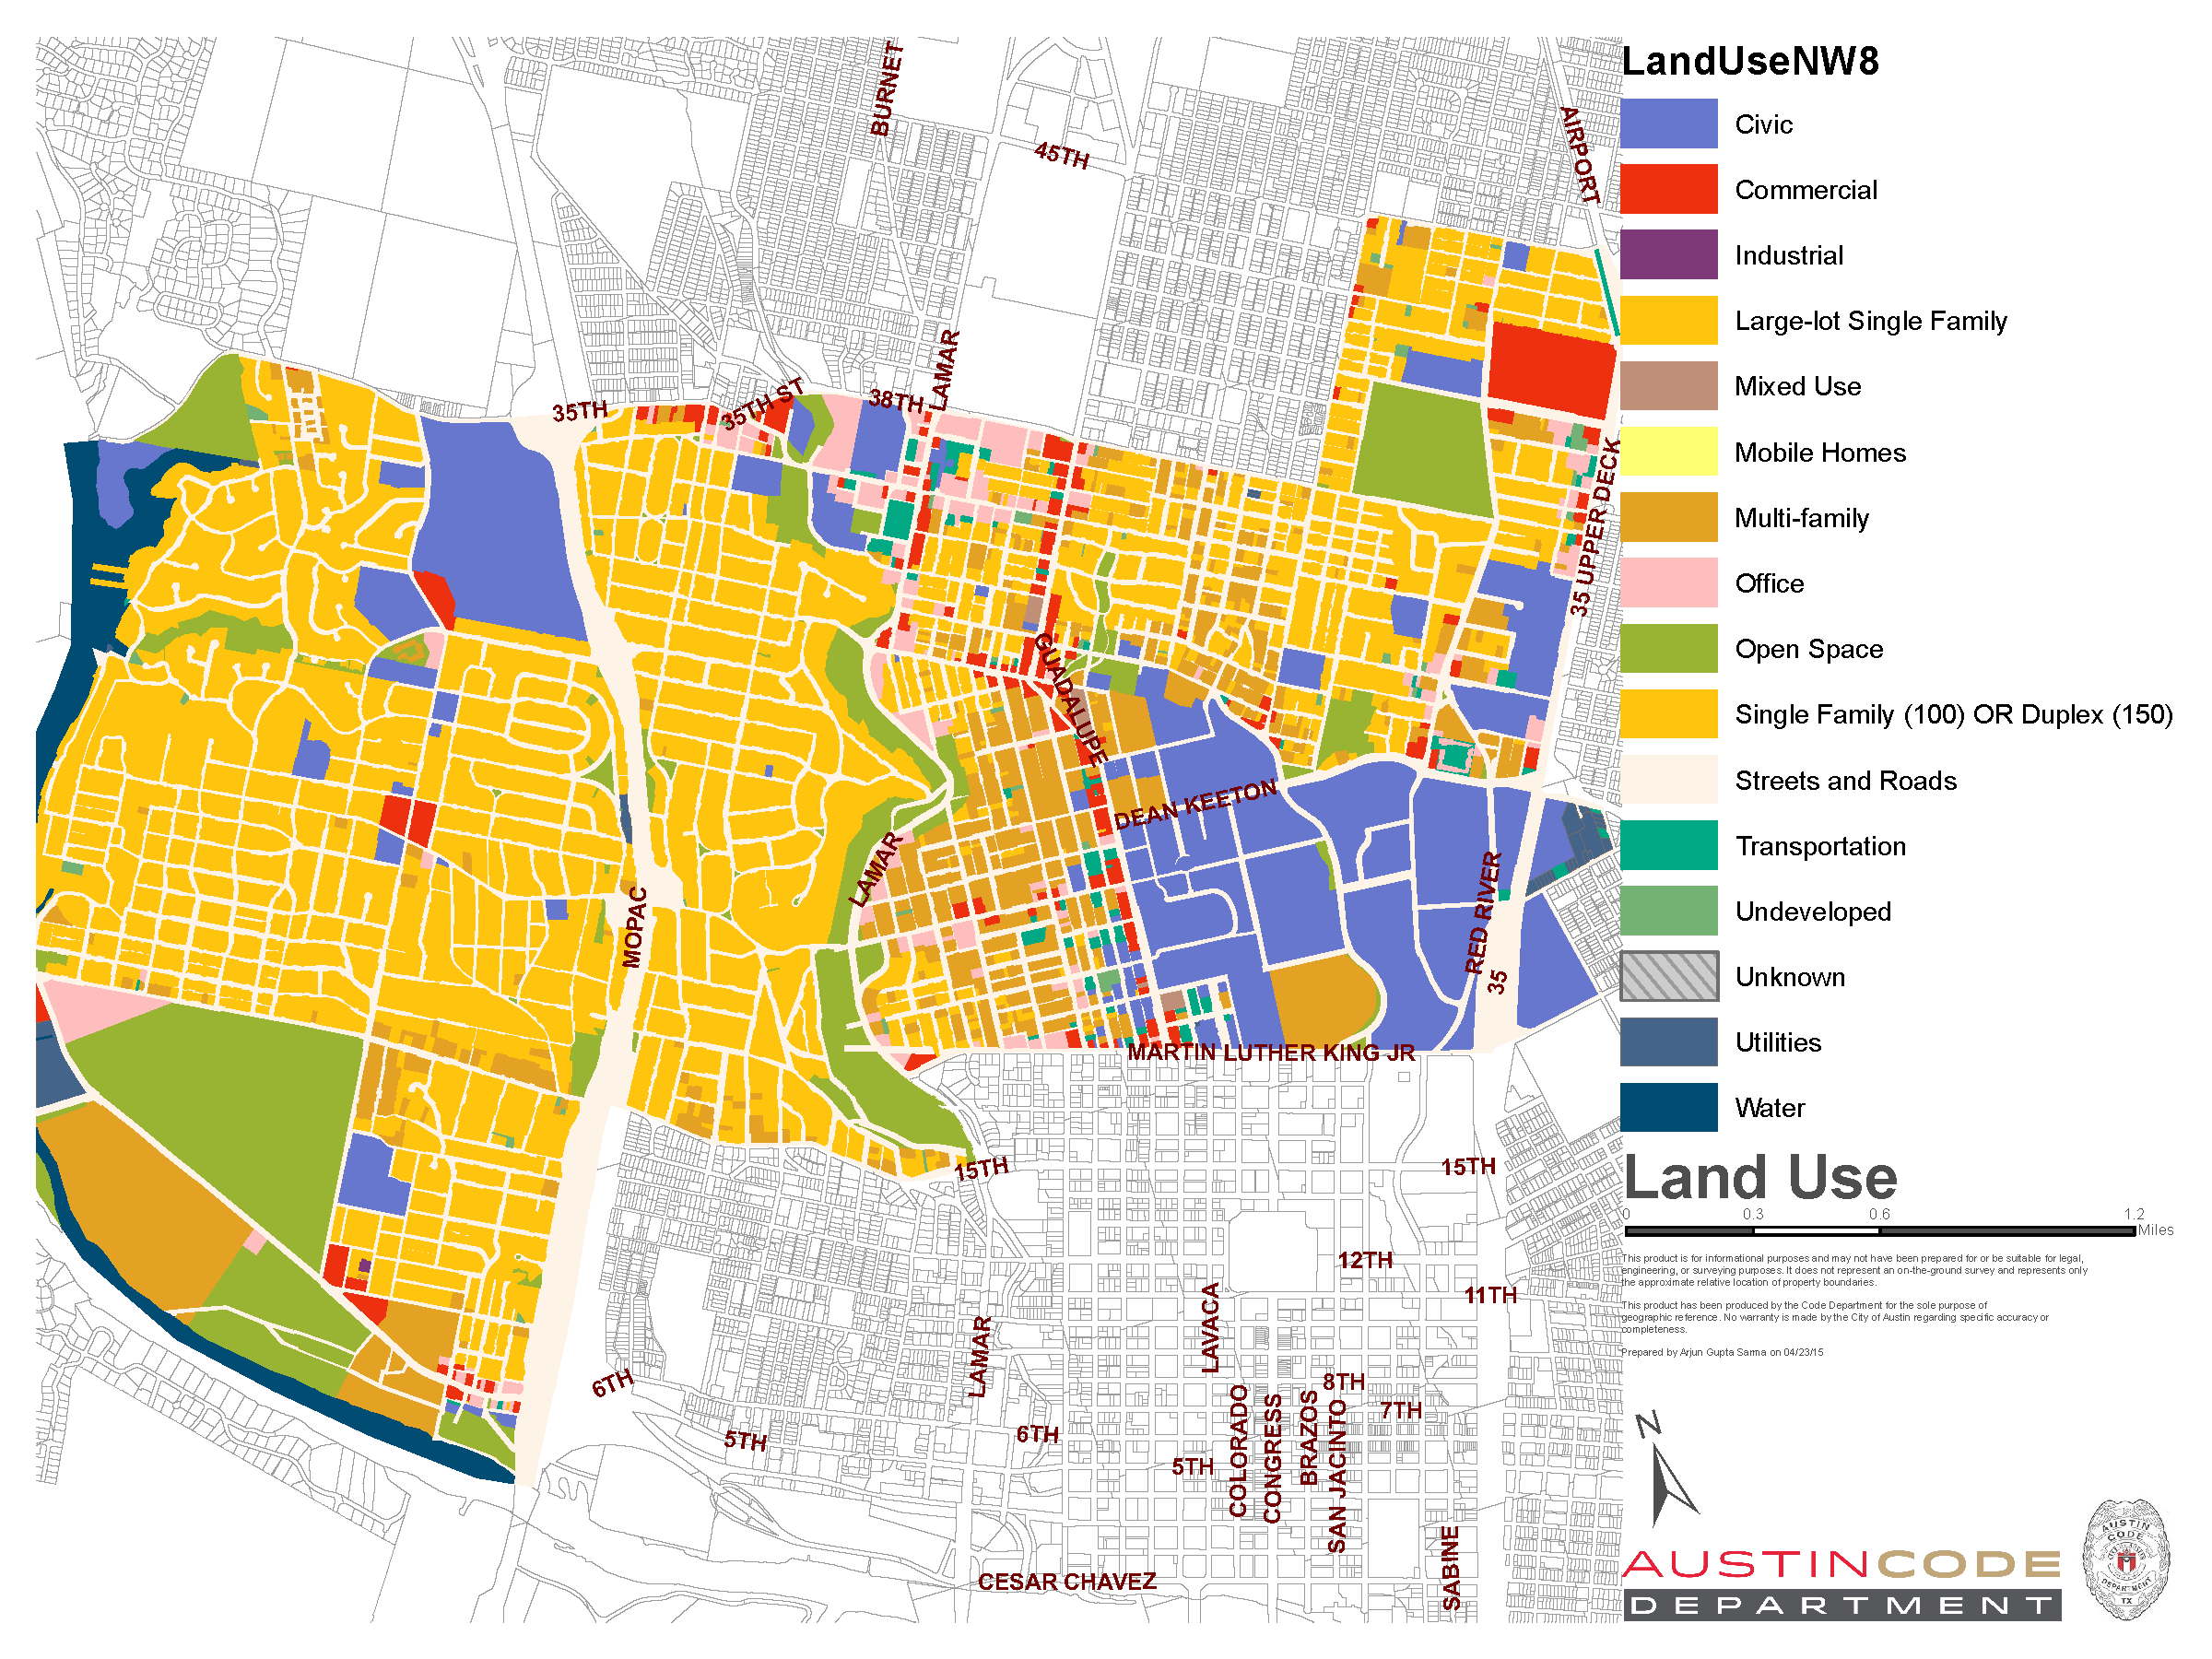 LandUseNW8
Civic
Commercial
Industrial
Large-lot Single Family
Mixed Use
Mobile Homes
Multi-family
Office
Open Space
Single Family (100) OR Duplex (150)
Streets and Roads
Transportation
Undeveloped
Unknown
Utilities
Water
Land Use
0 0.3 0.6 1.2
Miles
This product is for informational purposes and may not have been prepared for or be suitable for legal,
engineering, or surveying purposes. It does not represent an on-the-ground survey and represents only
the approximate relative location of property boundaries.
This product has been produced by the Code Department for the sole purpose of
geographic reference. No warranty is made by the City of Austin regarding specific accuracy or
completeness.
Prepared by Arjun Gupta Sarma on 04/23/15
N
AUSTINCODE
DEPARTMENT
AUSTIN
CODE
DEPARTMENT
TX
BURNET
45TH
AIRPORT
LAMAR
35TH
35TH ST
38TH
35 UPPER DECK
GUADALUPE
DEAN KEETON
LAMAR
MOPAC
RED RIVER
35
MARTIN LUTHER KING JR
15TH
15TH
12TH
11TH
LAVACA
LAMAR
6TH
8TH
7TH
5TH
6TH
5TH
COLORADO
CONGRESS
BRAZOS
SAN JACINTO
SABINE
CESAR CHAVEZ